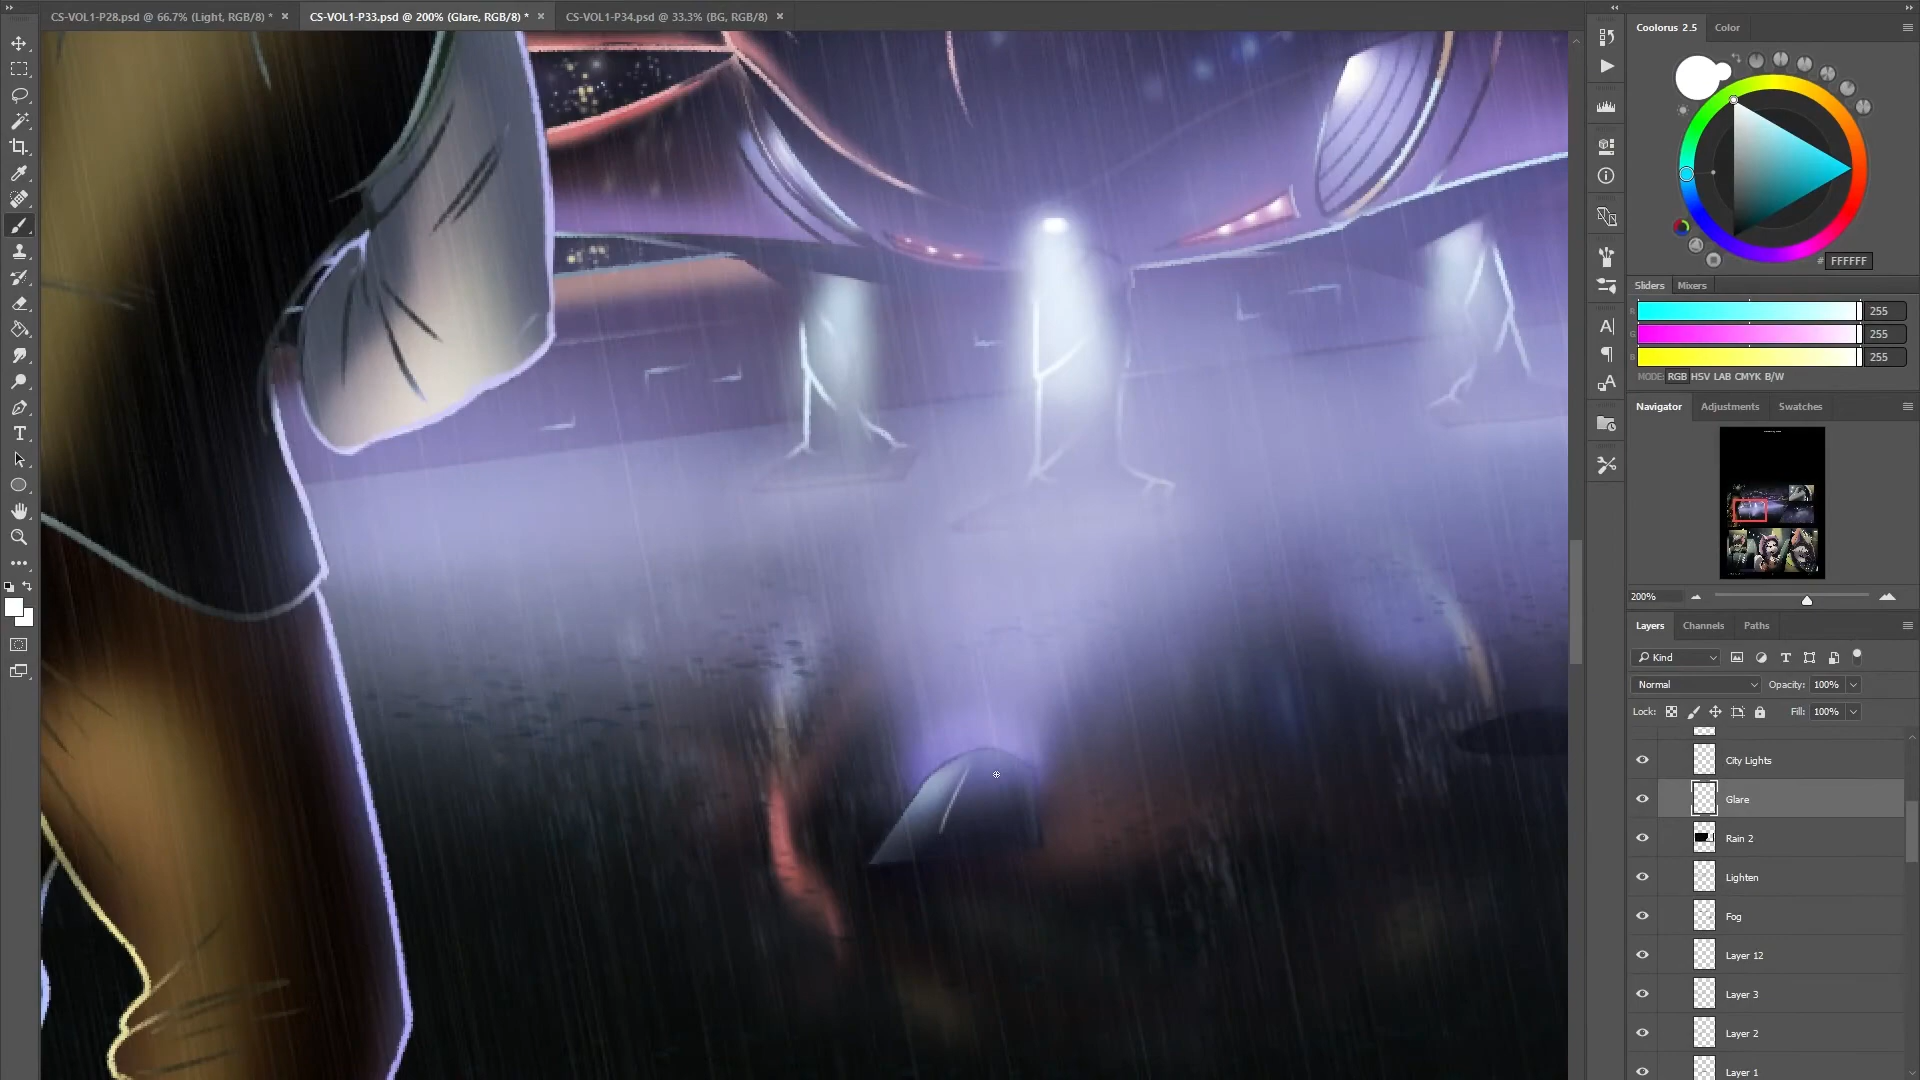 CS-VOL1-P28.psd @ 66.7% (Light, RGB/8) *
CS-VOL1-P33.psd @ 200% (Glare, RGB/8) *
CS-VOL1-P34.psd @ 33.3% (BG, RGB/8)
Coolorus 2.5
Color
# FFFFFF
Sliders
Mixers
255
255
255
MODE: RGB HSV LAB CMYK B/W
Navigator
Adjustments
Swatches
200%
Layers
Channels
Paths
Kind
Normal
Opacity: 100%
Lock:
Fill: 100%
City Lights
Glare
Rain 2
Lighten
Fog
Layer 12
Layer 3
Layer 2
Layer 1